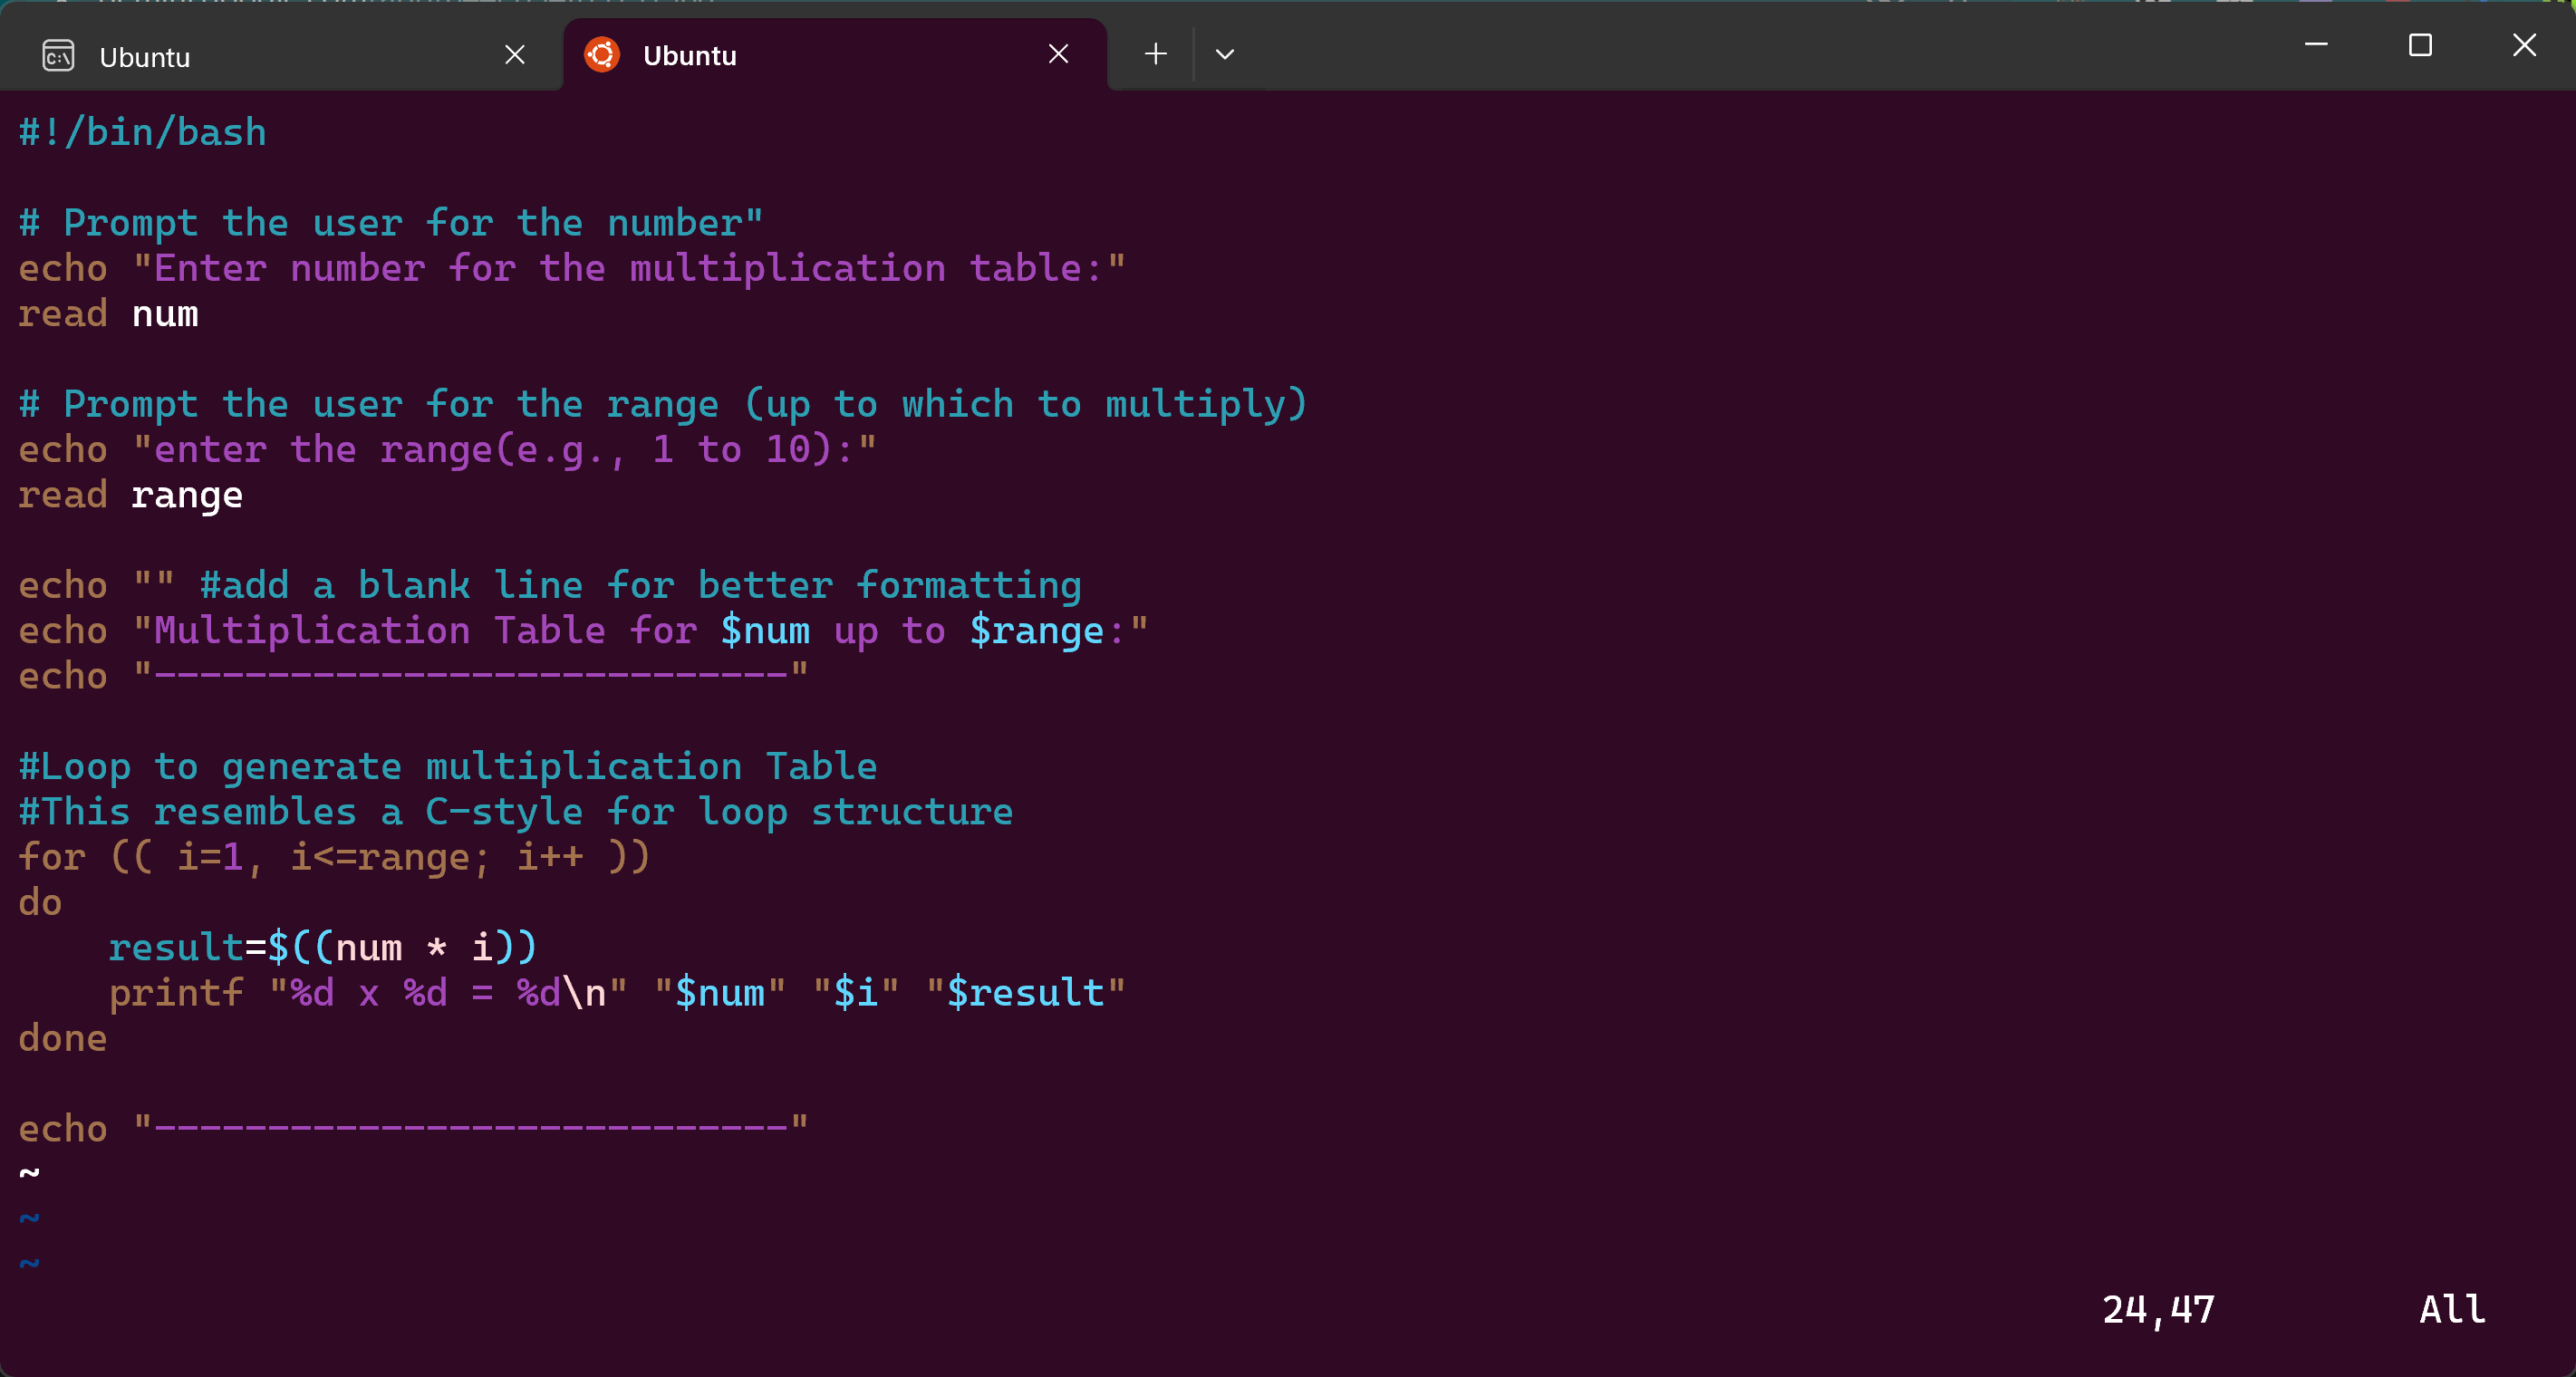 Ubuntu
Ubuntu
#!/bin/bash
# Prompt the user for the number"
echo "Enter number for the multiplication table:"
read num
# Prompt the user for the range (up to which to multiply)
echo "enter the range(e.g., 1 to 10):"
read range
echo "" #add a blank line for better formatting
echo "Multiplication Table for $num up to $range:"
echo "----------------------------"
#Loop to generate multiplication Table
#This resembles a C-style for loop structure
for (( i=1, i<=range; i++ ))
do
    result=$((num * i))
    printf "%d x %d = %d\n" "$num" "$i" "$result"
done
echo "----------------------------"
~
~
~
24,47 All